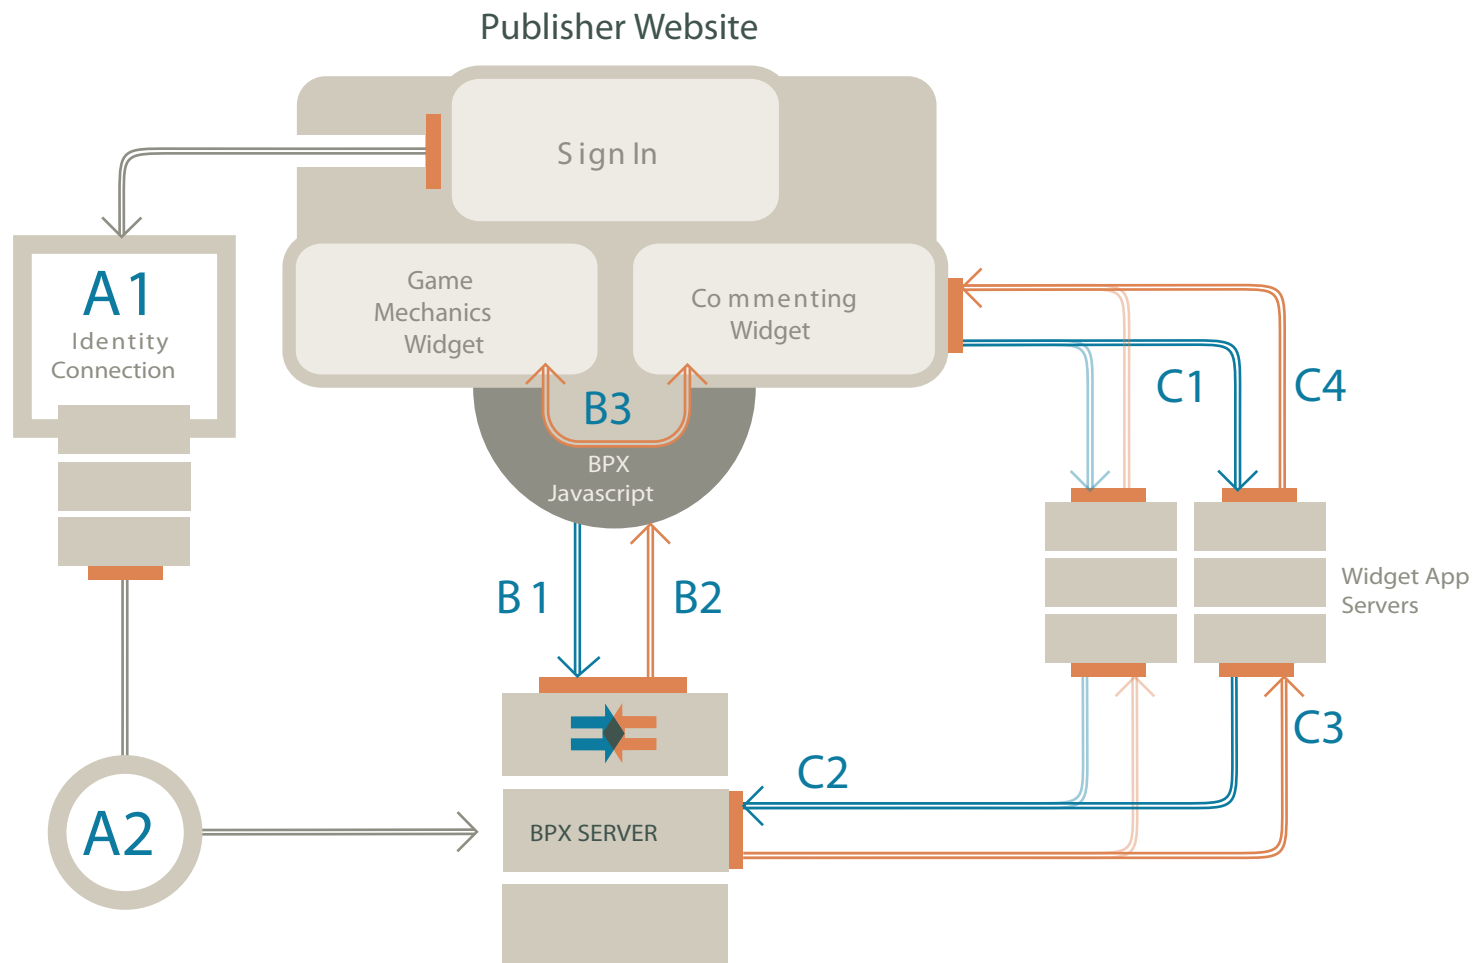 Publisher Website
Sign In
A1
Identity
Connection
Game
Mechanics
Widget
Commenting
Widget
B3
BPX
Javascript
C1
C4
B 1
B2
Widget App
Servers
C2
C3
A2
BPX SERVER